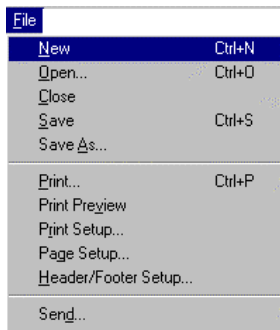 File
New Ctrl+N
Open... Ctrl+O
Close
Save Ctrl+S
Save As...
Print... Ctrl+P
Print Preview
Print Setup...
Page Setup...
Header/Footer Setup...
Send...